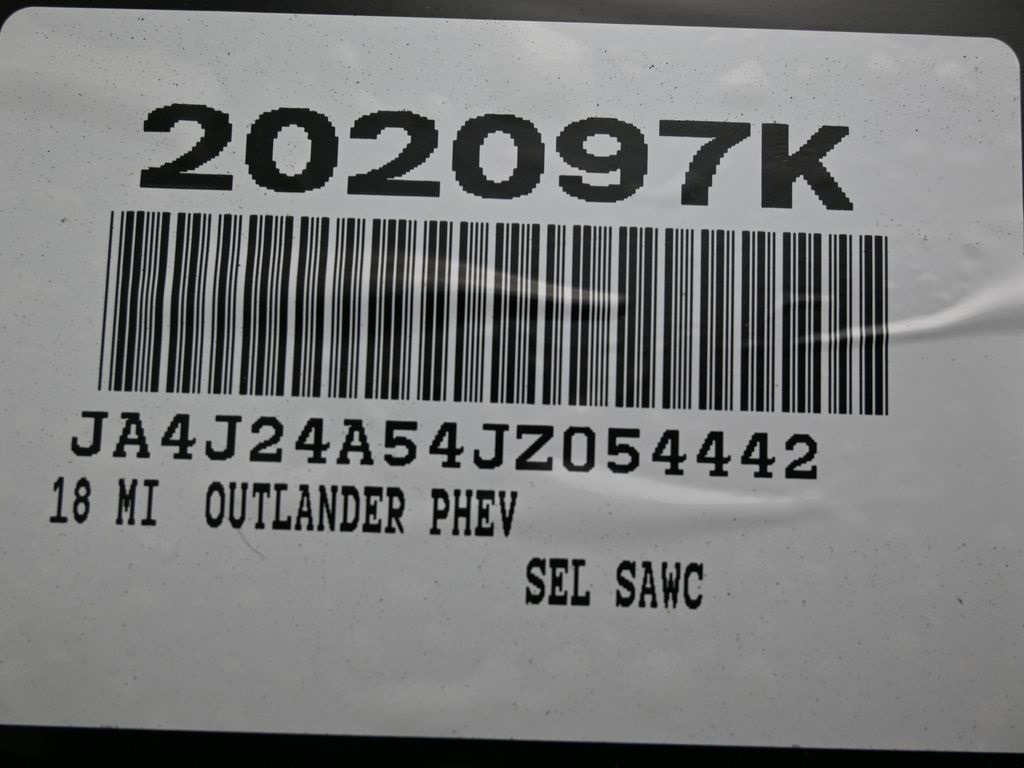 202097K
JA4J24A54JZ054442
18 MI OUTLANDER PHEV
SEL SAWC